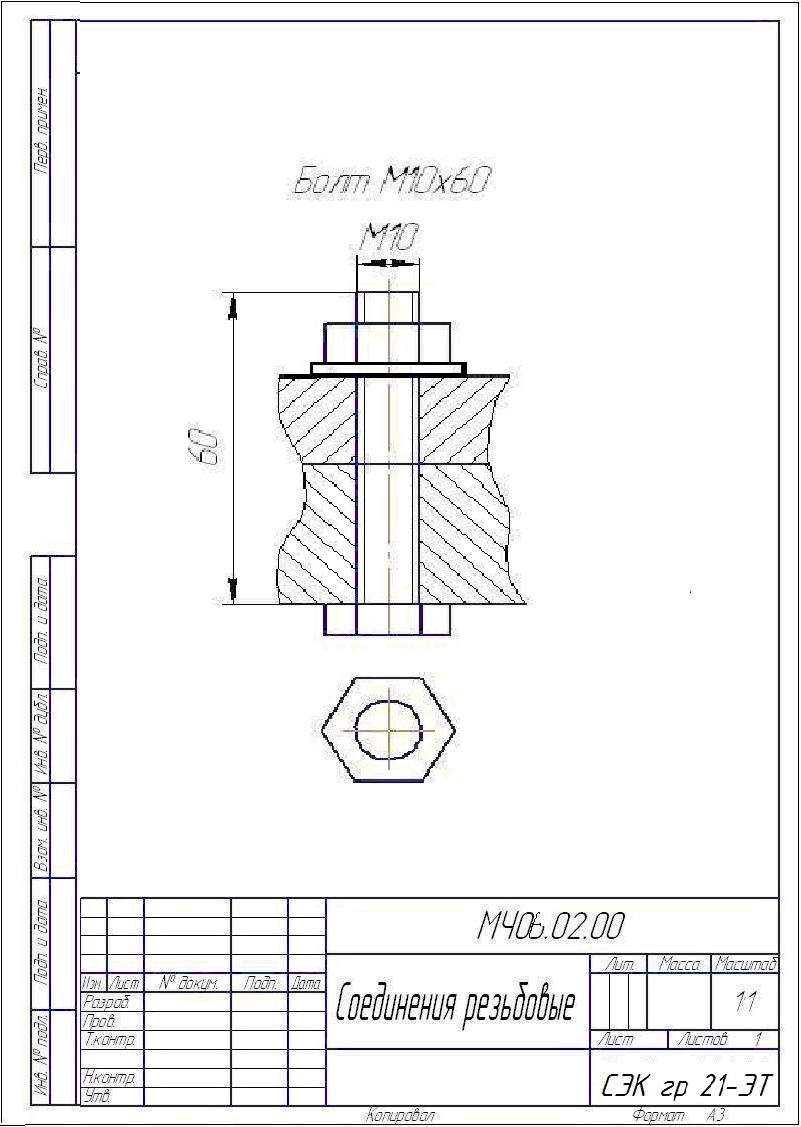 Перв. примен.
Справ. №
Подп. и дата
Инв. № дубл.
Взам. инв. №
Подп. и дата
Инв. № подл.
Болт М10х60
М10
60
Изм. Лист № докум. Подп. Дата
Разраб.
Пров.
Т.контр.
Н.контр.
Утв.
.02.00
Соединения резьбовые
Лит. Масса Масштаб
1:1
Лист Листов 1
СЭК гр 21-ЭТ
Копировал Формат А3